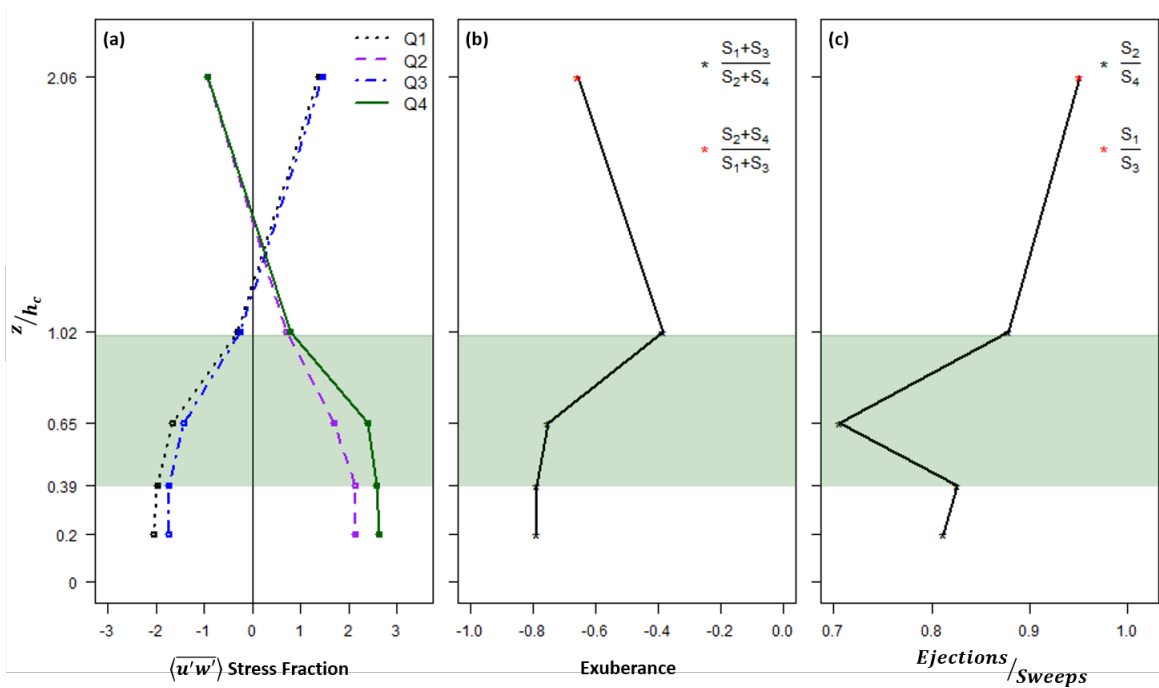 (a)
Q1
Q2
Q3
Q4
2.06
1.02
0.65
0.39
0.2
0
z/h_c
-3 -2 -1 0 1 2 3
⟨u'w'⟩ Stress Fraction
(b)
* S₁+S₃
S₂+S₄
* S₂+S₄
S₁+S₃
-1.0 -0.8 -0.6 -0.4 -0.2 0.0
Exuberance
(c)
* S₂
S₄
* S₁
S₃
0.7 0.8 0.9 1.0
Ejections/Sweeps